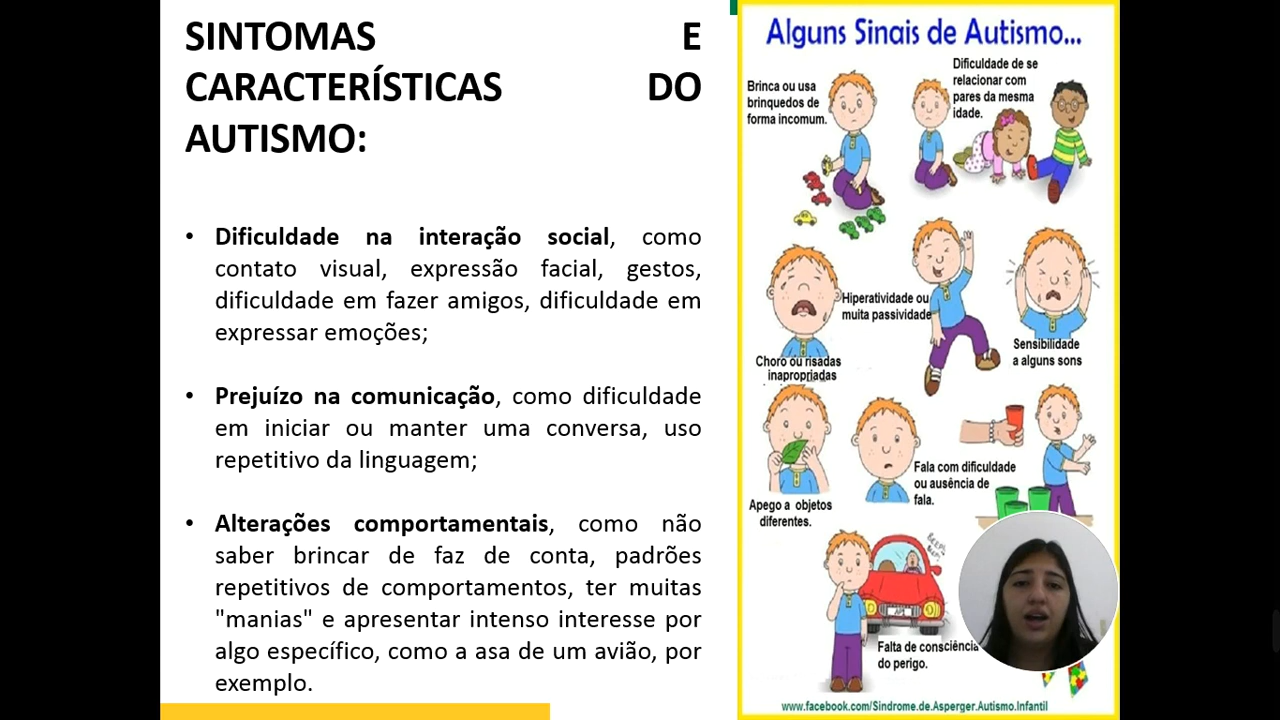 SINTOMAS E
CARACTERÍSTICAS DO
AUTISMO:
• Dificuldade na interação social, como
contato visual, expressão facial, gestos,
dificuldade em fazer amigos, dificuldade em
expressar emoções;
• Prejuízo na comunicação, como dificuldade
em iniciar ou manter uma conversa, uso
repetitivo da linguagem;
• Alterações comportamentais, como não
saber brincar de faz de conta, padrões
repetitivos de comportamentos, ter muitas
"manias" e apresentar intenso interesse por
algo específico, como a asa de um avião, por
exemplo.
Alguns Sinais de Autismo...
Brinca ou usa
brinquedos de
forma incomum.
Dificuldade de se
relacionar com
pares da mesma
idade.
Choro ou risadas
inapropriadas
Hiperatividade ou
muita passividade
Sensibilidade
a alguns sons
Apego a objetos
diferentes.
Fala com dificuldade
ou ausência de
fala.
Falta de consciência
do perigo.
www.facebook.com/Sindrome.de.Asperger.Autismo.Infantil